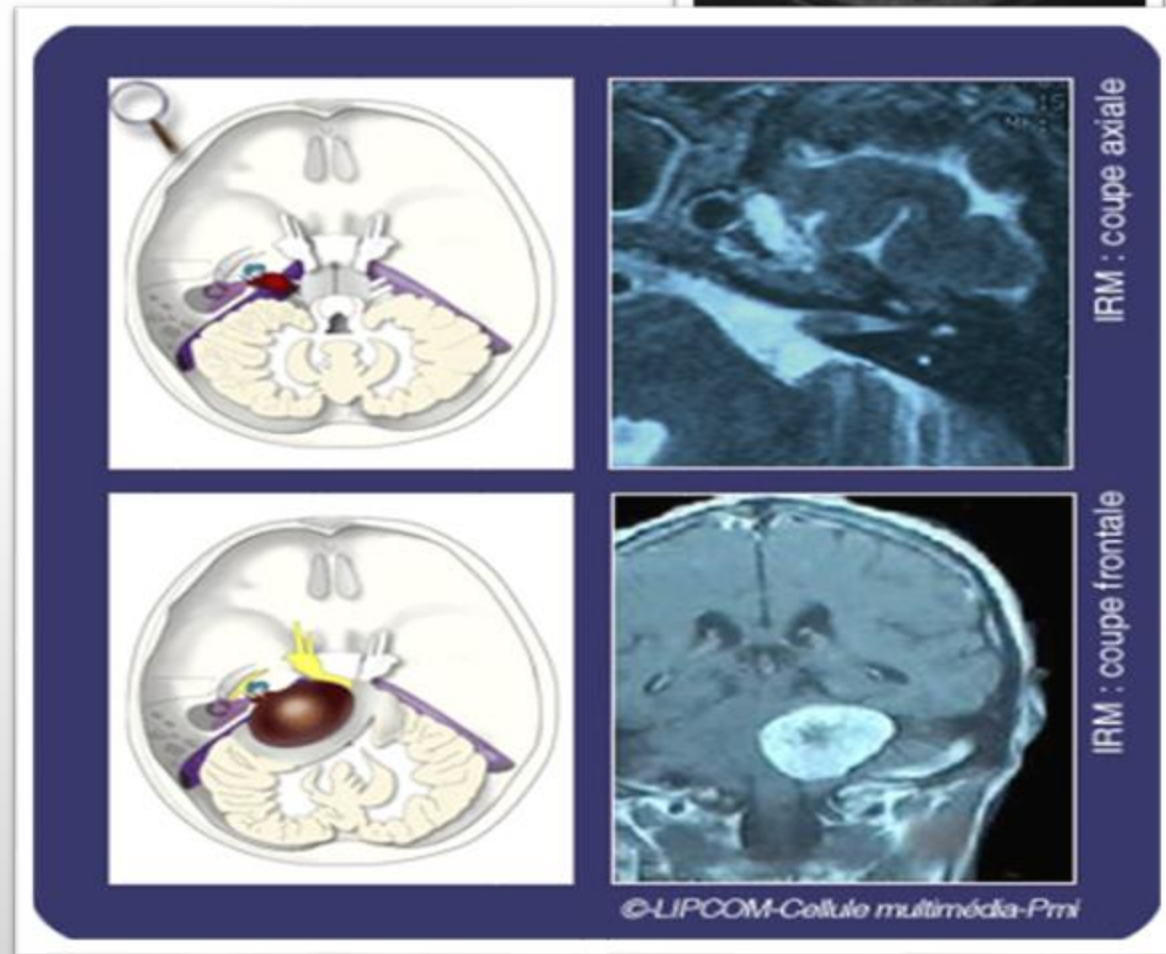 IRM : coupe axiale
IRM : coupe frontale
©-LIPCOM-Cellule multimédia-Pmi